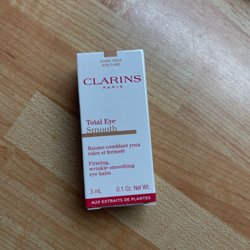 SOINS YEUX
EYE CARE
CLARINS
PARIS
Total Eye
Smooth
Baume comblant yeux
rides et fermeté
Firming,
wrinkle-smoothing
eye balm
3 mL 0.1 Oz. Net Wt.
AUX EXTRAITS DE PLANTES